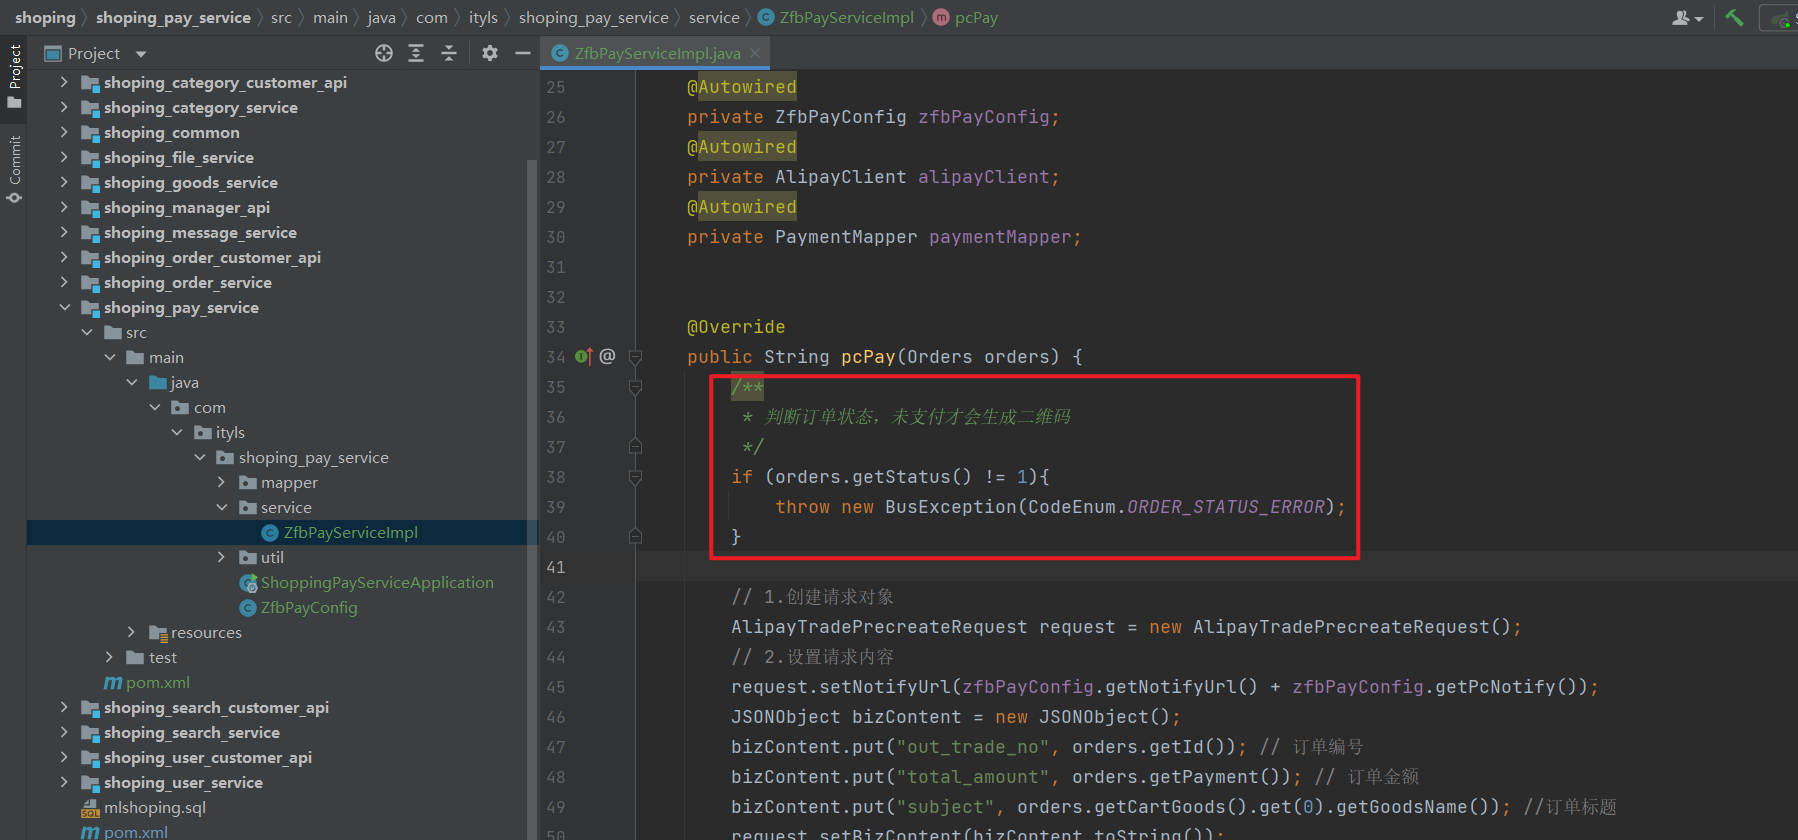 shoping shoping_pay_service src main java com ityls shoping_pay_service service ZfbPayServiceImpl m pcPay
Project
Commit
Project
shoping_category_customer_api
shoping_category_service
shoping_common
shoping_file_service
shoping_goods_service
shoping_manager_api
shoping_message_service
shoping_order_customer_api
shoping_order_service
shoping_pay_service
src
main
java
com
ityls
shoping_pay_service
mapper
service
ZfbPayServiceImpl
util
ShoppingPayServiceApplication
ZfbPayConfig
resources
test
pom.xml
shoping_search_customer_api
shoping_search_service
shoping_user_customer_api
shoping_user_service
mlshoping.sql
pom.xml
ZfbPayServiceImpl.java
25 @Autowired
26 private ZfbPayConfig zfbPayConfig;
27 @Autowired
28 private AlipayClient alipayClient;
29 @Autowired
30 private PaymentMapper paymentMapper;
31
32
33 @Override
34 public String pcPay(Orders orders) {
35 /**
36 * 判断订单状态，未支付才会生成二维码
37 */
38 if (orders.getStatus() != 1){
39 throw new BusException(CodeEnum.ORDER_STATUS_ERROR);
40 }
41
42 // 1.创建请求对象
43 AlipayTradePrecreateRequest request = new AlipayTradePrecreateRequest();
44 // 2.设置请求内容
45 request.setNotifyUrl(zfbPayConfig.getNotifyUrl() + zfbPayConfig.getPcNotify());
46 JSONObject bizContent = new JSONObject();
47 bizContent.put("out_trade_no", orders.getId()); // 订单编号
48 bizContent.put("total_amount", orders.getPayment()); // 订单金额
49 bizContent.put("subject", orders.getCartGoods().get(0).getGoodsName()); //订单标题
50 request.setBizContent(bizContent.toString());